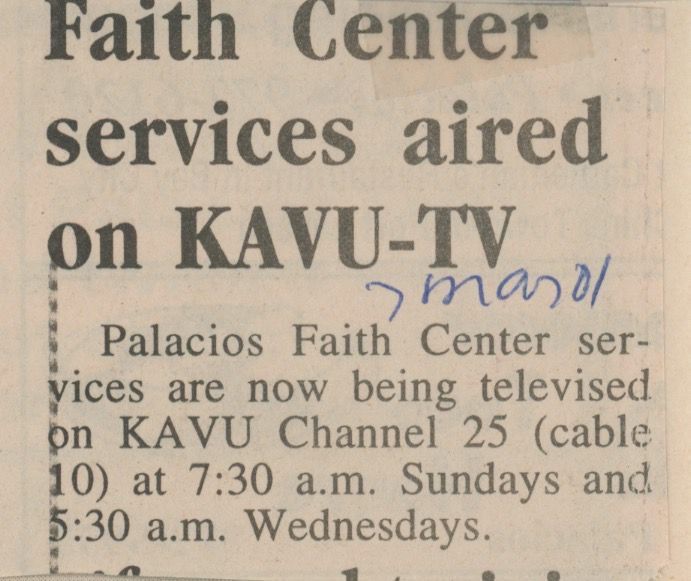 Faith Center
services aired
on KAVU-TV
7 mar 01
Palacios Faith Center ser-
vices are now being televised
on KAVU Channel 25 (cable
10) at 7:30 a.m. Sundays and
5:30 a.m. Wednesdays.